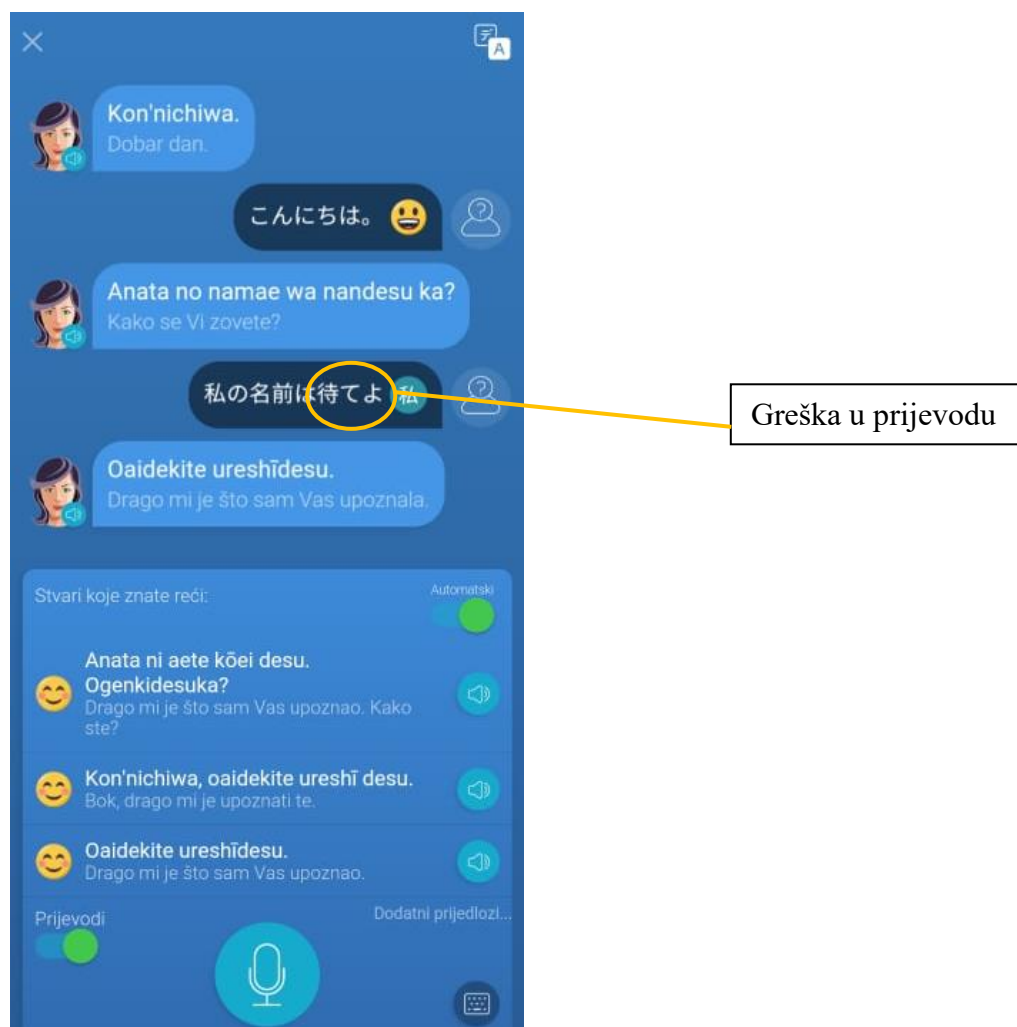 A
Kon'nichiwa.
Dobar dan.
こんにちは。
Anata no namae wa nandesu ka?
Kako se Vi zovete?
私の名前は待てよ 私
Greška u prijevodu
Oaidekite ureshīdesu.
Drago mi je što sam Vas upoznala.
Stvari koje znate reći:
Automatski
Anata ni aete kōei desu.
Ogenkidesuka?
Drago mi je što sam Vas upoznao. Kako
ste?
Kon'nichiwa, oaidekite ureshī desu.
Bok, drago mi je upoznati te.
Oaidekite ureshīdesu.
Drago mi je što sam Vas upoznao.
Prijevodi
Dodatni prijedlozi...